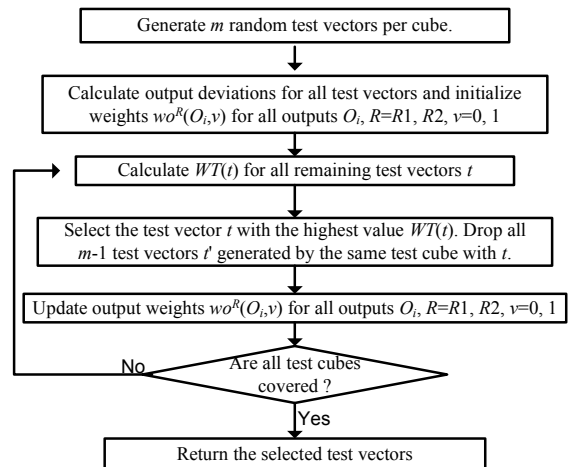 Generate m random test vectors per cube.
Calculate output deviations for all test vectors and initialize
weights wo^R(O_i,v) for all outputs O_i, R=R1, R2, v=0, 1
Calculate WT(t) for all remaining test vectors t
Select the test vector t with the highest value WT(t). Drop all
m-1 test vectors t' generated by the same test cube with t.
Update output weights wo^R(O_i,v) for all outputs O_i, R=R1, R2, v=0, 1
No
Are all test cubes
covered ?
Yes
Return the selected test vectors